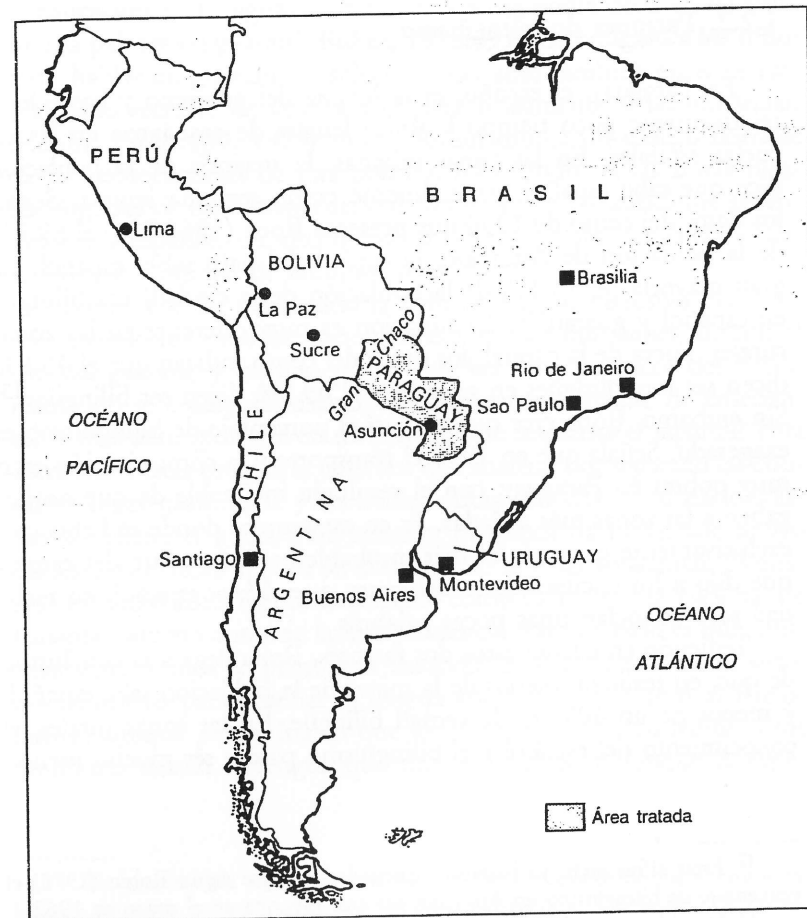 PERÚ
BRASIL
Lima
BOLIVIA
Brasilia
La Paz
Sucre
Chaco
PARAGUAY
Gran
Rio de Janeiro
Sao Paulo
Asunción
OCÉANO
PACÍFICO
CHILE
ARGENTINA
Santiago
URUGUAY
Buenos Aires
Montevideo
OCÉANO
ATLÁNTICO
Área tratada